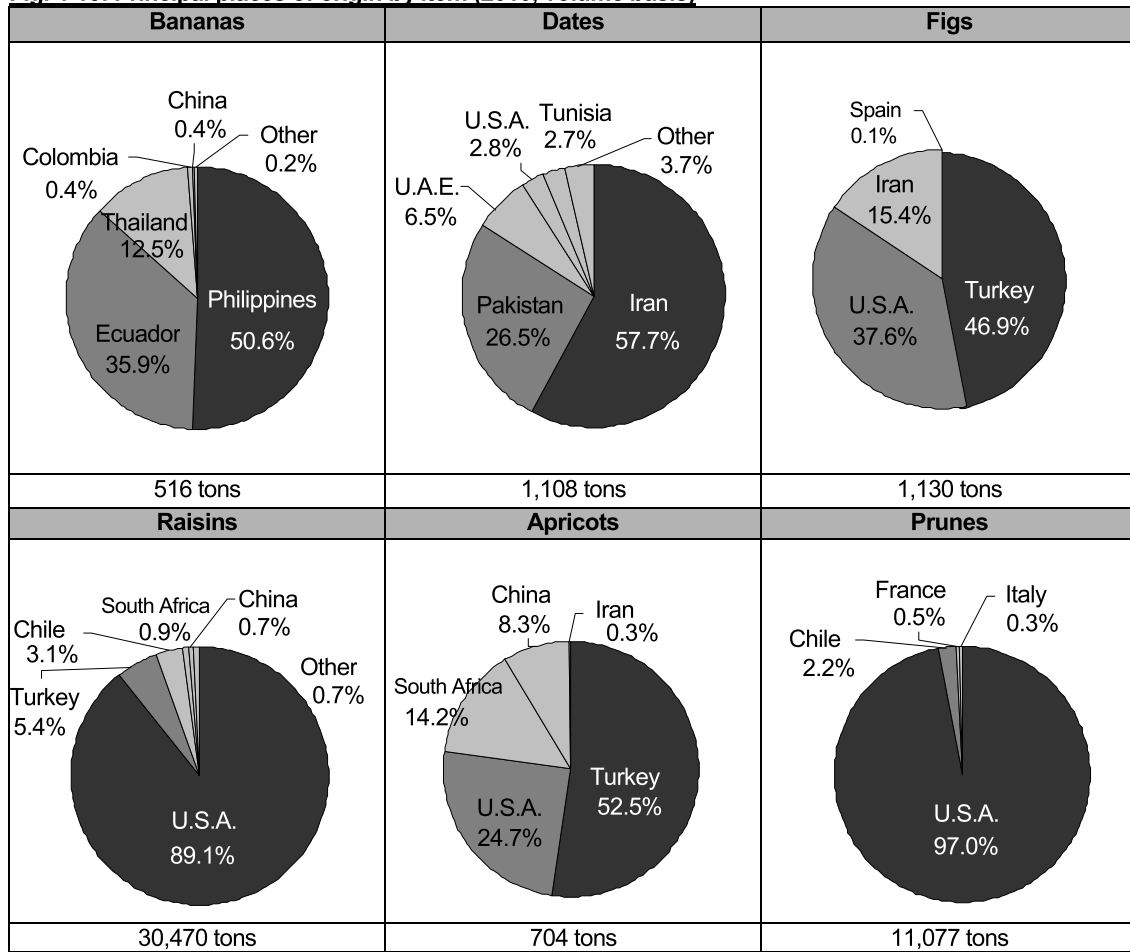 Bananas
Dates
Figs
China
0.4%
Other
0.2%
Colombia
0.4%
Thailand
12.5%
Philippines
50.6%
Ecuador
35.9%
U.S.A.
2.8%
Tunisia
2.7%
Other
3.7%
U.A.E.
6.5%
Pakistan
26.5%
Iran
57.7%
Spain
0.1%
Iran
15.4%
U.S.A.
37.6%
Turkey
46.9%
516 tons
1,108 tons
1,130 tons
Raisins
Apricots
Prunes
South Africa
0.9%
China
0.7%
Chile
3.1%
Other
0.7%
Turkey
5.4%
U.S.A.
89.1%
China
8.3%
Iran
0.3%
South Africa
14.2%
Turkey
52.5%
U.S.A.
24.7%
France
0.5%
Italy
0.3%
Chile
2.2%
U.S.A.
97.0%
30,470 tons
704 tons
11,077 tons